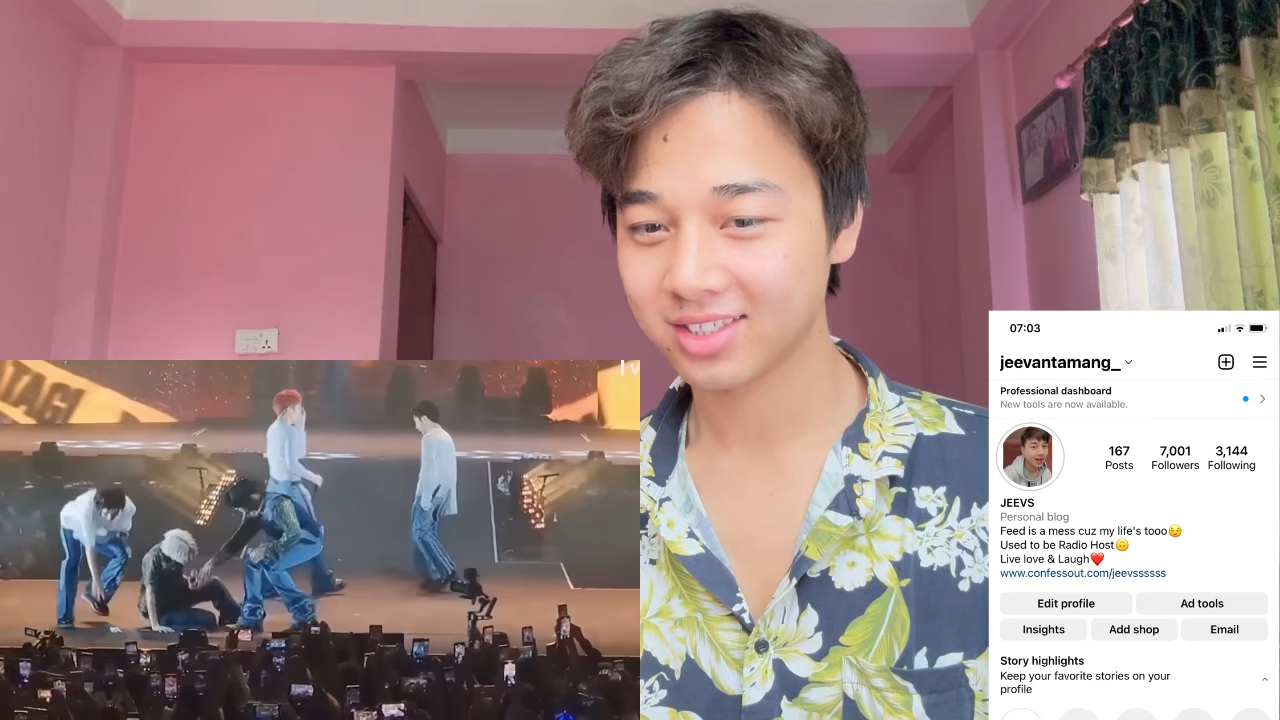 TAGI
07:03
jeevantamang_
Professional dashboard
New tools are now available.
167 7,001 3,144
Posts Followers Following
JEEVS
Personal blog
Feed is a mess cuz my life's tooo😌
Used to be Radio Host🙃
Live love & Laugh❤️
www.confessout.com/jeevssssss
Edit profile Ad tools
Insights Add shop Email
Story highlights
Keep your favorite stories on your
profile